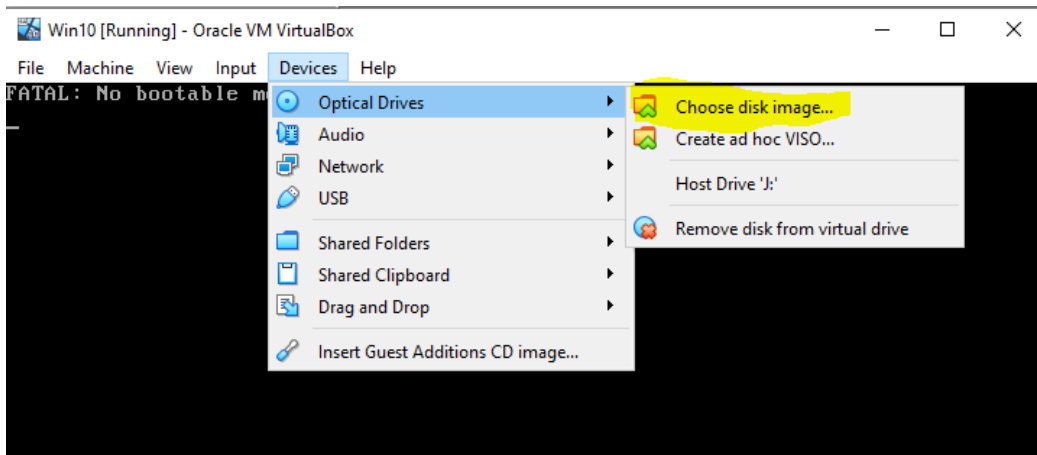 Win10 [Running] - Oracle VM VirtualBox
File Machine View Input Devices Help
FATAL: No bootable m
Optical Drives
Audio
Network
USB
Shared Folders
Shared Clipboard
Drag and Drop
Insert Guest Additions CD image...
Choose disk image...
Create ad hoc VISO...
Host Drive 'J:'
Remove disk from virtual drive